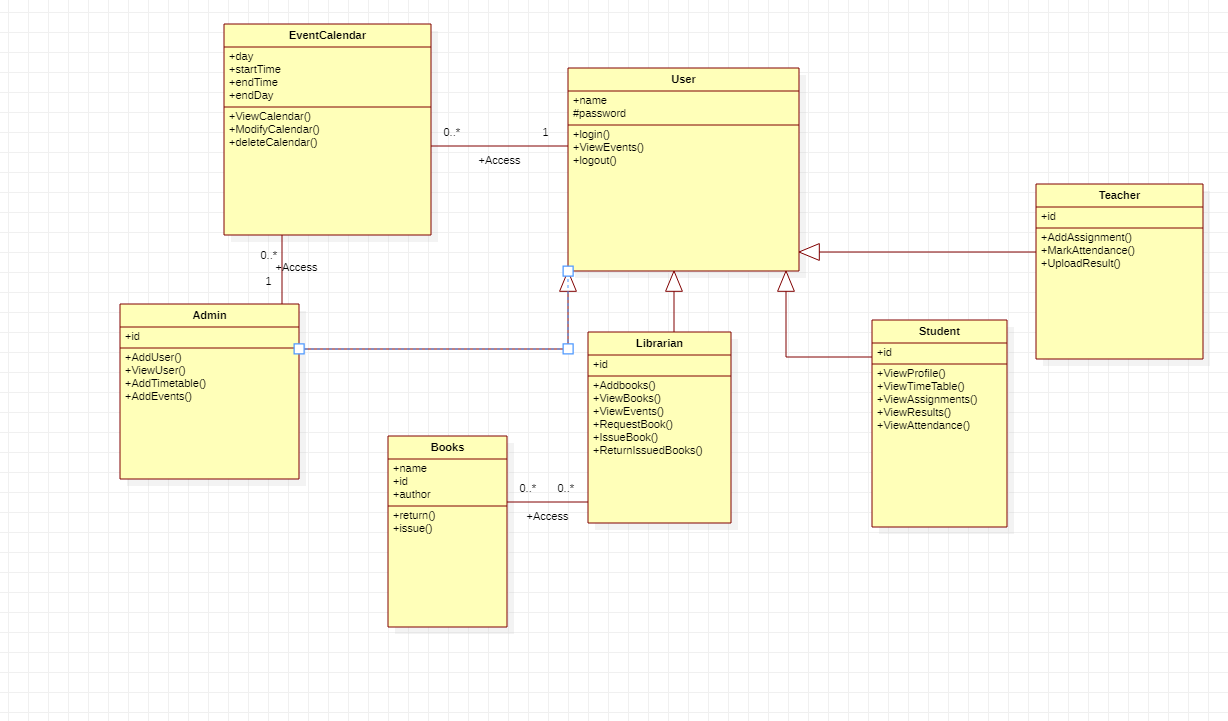 EventCalendar
+day
+startTime
+endTime
+endDay
+ViewCalendar()
+ModifyCalendar()
+deleteCalendar()
0..*
1
+Access
User
+name
#password
+login()
+ViewEvents()
+logout()
Teacher
+id
+AddAssignment()
+MarkAttendance()
+UploadResult()
0..*
+Access
1
Admin
+id
+AddUser()
+ViewUser()
+AddTimetable()
+AddEvents()
Librarian
+id
+Addbooks()
+ViewBooks()
+ViewEvents()
+RequestBook()
+IssueBook()
+ReturnIssuedBooks()
Student
+id
+ViewProfile()
+ViewTimeTable()
+ViewAssignments()
+ViewResults()
+ViewAttendance()
Books
+name
+id
+author
+return()
+issue()
0..*
0..*
+Access